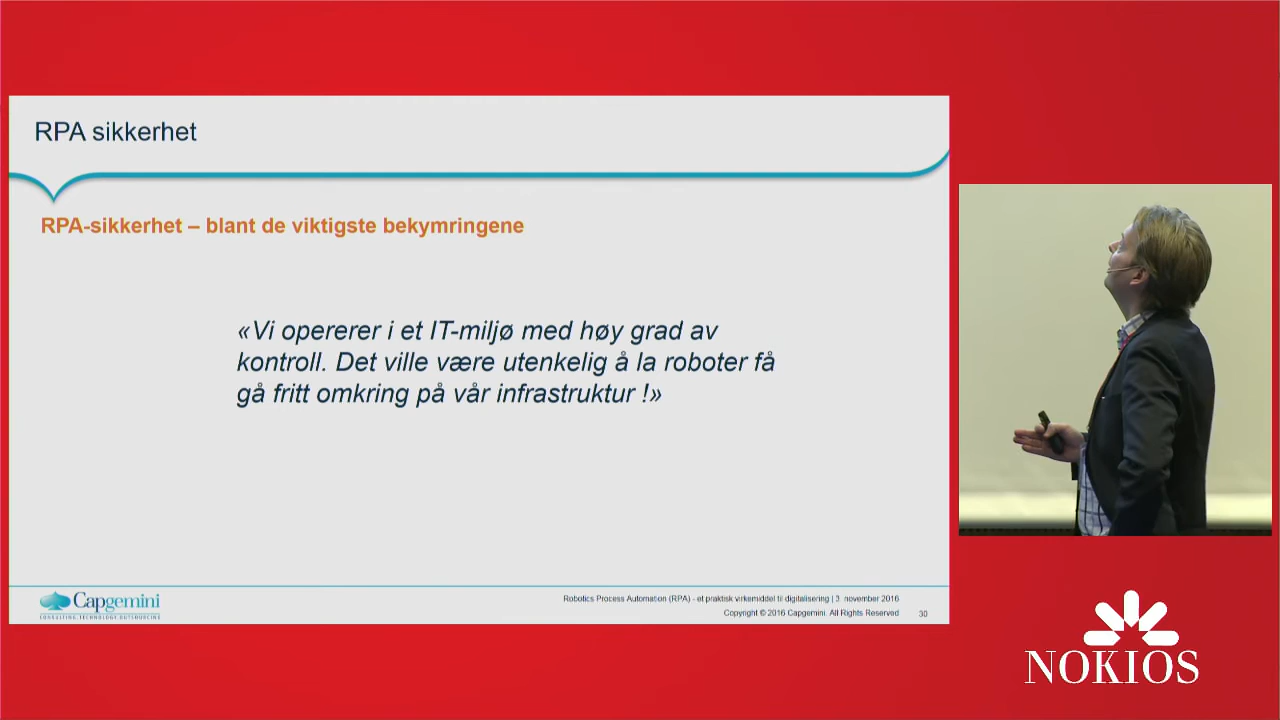 RPA sikkerhet
RPA-sikkerhet – blant de viktigste bekymringene
«Vi opererer i et IT-miljø med høy grad av
kontroll. Det ville være utenkelig å la roboter få
gå fritt omkring på vår infrastruktur !»
Capgemini
CONSULTING.TECHNOLOGY.OUTSOURCING
Robotics Process Automation (RPA) - et praktisk virkemiddel til digitalisering | 3. november 2016
Copyright © 2016 Capgemini. All Rights Reserved
30
NOKIOS